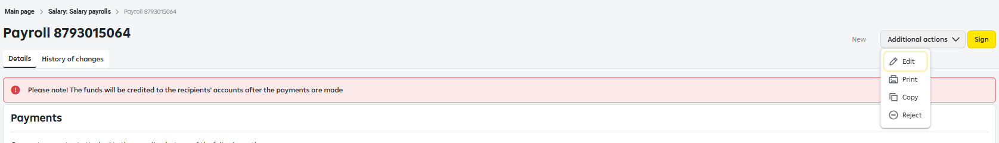 Main page > Salary: Salary payrolls > Payroll 8793015064
Payroll 8793015064
New
Additional actions
Sign
Details
History of changes
Edit
Print
Copy
Reject
Please note! The funds will be credited to the recipients' accounts after the payments are made
Payments